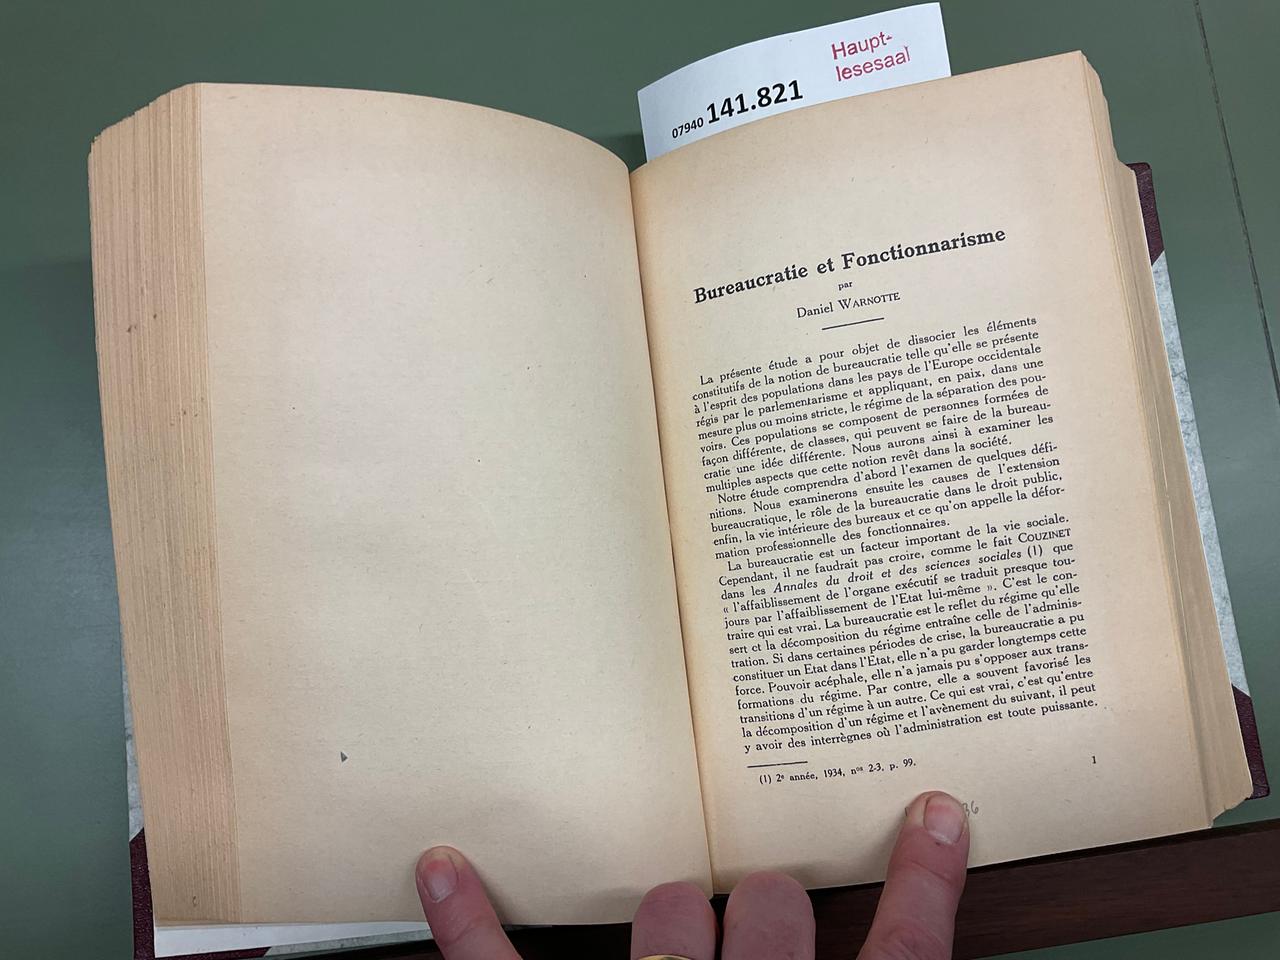 Haupt-
lesesaal
07940 141.821
Bureaucratie et Fonctionnarisme
par
Daniel WARNOTTE
La présente étude a pour objet de dissocier les éléments
constitutifs de la notion de bureaucratie telle qu'elle se présente
à l'esprit des populations dans les pays de l'Europe occidentale
régis par le parlementarisme et appliquant, en paix, dans une
mesure plus ou moins stricte, le régime de la séparation des pou-
voirs. Ces populations se composent de personnes formées de
façon différente, de classes, qui peuvent se faire de la bureau-
cratie une idée différente. Nous aurons ainsi à examiner les
multiples aspects que cette notion revêt dans la société.
Notre étude comprendra d'abord l'examen de quelques défi-
nitions. Nous examinerons ensuite les causes de l'extension
bureaucratique, le rôle de la bureaucratie dans le droit public,
enfin, la vie intérieure des bureaux et ce qu'on appelle la défor-
mation professionnelle des fonctionnaires.
La bureaucratie est un facteur important de la vie sociale.
Cependant, il ne faudrait pas croire, comme le fait COUZINET
dans les Annales du droit et des sciences sociales (1) que
« l'affaiblissement de l'organe exécutif se traduit presque tou-
jours par l'affaiblissement de l'Etat lui-même ». C'est le con-
traire qui est vrai. La bureaucratie est le reflet du régime qu'elle
sert et la décomposition du régime entraîne celle de l'adminis-
tration. Si dans certaines périodes de crise, la bureaucratie a pu
constituer un Etat dans l'Etat, elle n'a pu garder longtemps cette
force. Pouvoir acéphale, elle n'a jamais pu s'opposer aux trans-
formations du régime. Par contre, elle a souvent favorisé les
transitions d'un régime à un autre. Ce qui est vrai, c'est qu'entre
la décomposition d'un régime et l'avènement du suivant, il peut
y avoir des interrègnes où l'administration est toute puissante.
(1) 2e année, 1934, nos 2-3, p. 99.
1